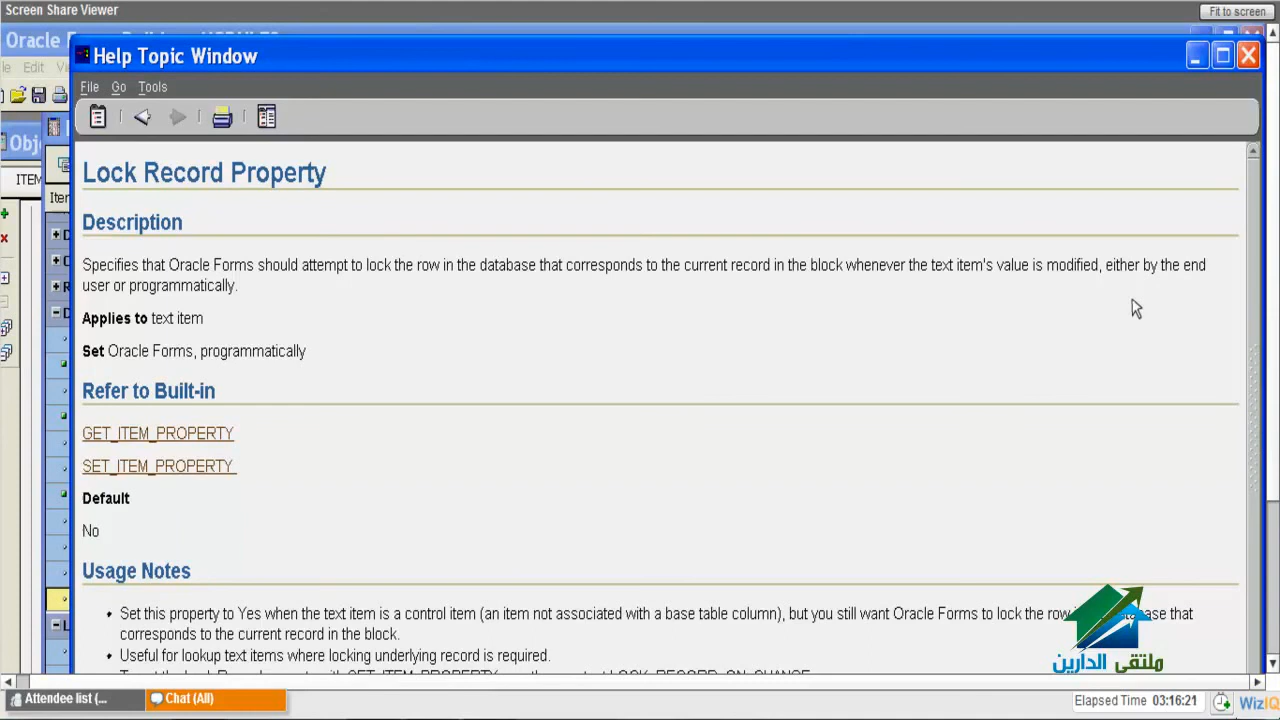 Screen Share Viewer
Fit to screen
Help Topic Window
Edit
File Go Tools
Lock Record Property
Description
Specifies that Oracle Forms should attempt to lock the row in the database that corresponds to the current record in the block whenever the text item's value is modified, either by the end
user or programmatically.
Applies to text item
Set Oracle Forms, programmatically
Refer to Built-in
GET_ITEM_PROPERTY
SET_ITEM_PROPERTY
Default
No
Usage Notes
• Set this property to Yes when the text item is a control item (an item not associated with a base table column), but you still want Oracle Forms to lock the row that
corresponds to the current record in the block.
• Useful for lookup text items where locking underlying record is required.
ملتقى الدارين
Attendee list (...
Chat (All)
Elapsed Time 03:16:21
WizIQ